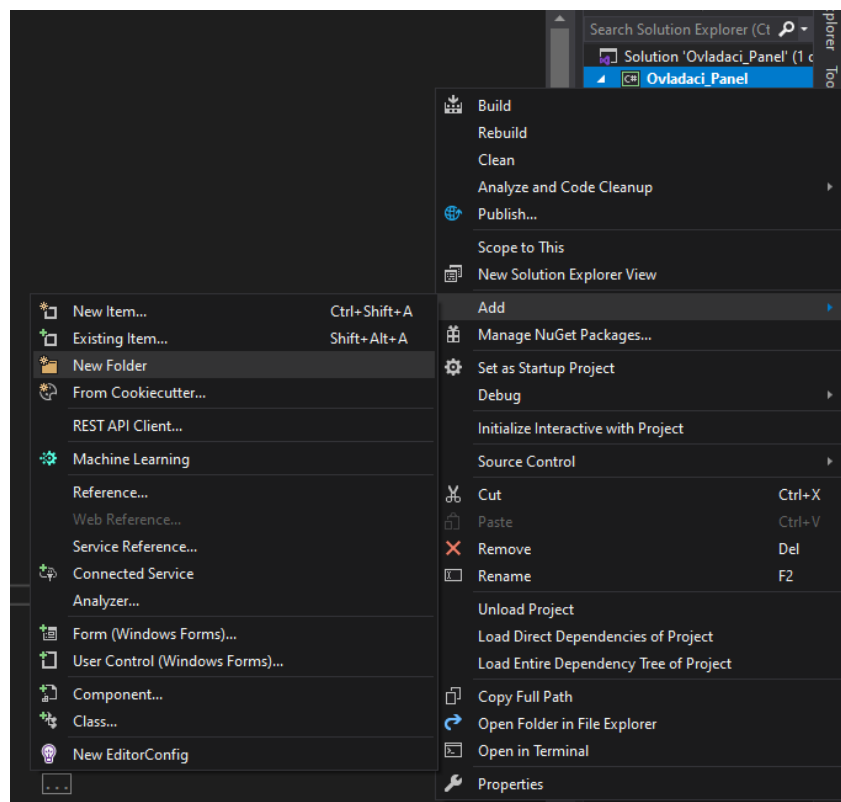 Search Solution Explorer (Ct
Solution 'Ovladaci_Panel' (1
C# Ovladaci_Panel
plorer
Too
Build
Rebuild
Clean
Analyze and Code Cleanup
Publish...
Scope to This
New Solution Explorer View
Add
Manage NuGet Packages...
Set as Startup Project
Debug
Initialize Interactive with Project
Source Control
Cut Ctrl+X
Paste Ctrl+V
Remove Del
Rename F2
Unload Project
Load Direct Dependencies of Project
Load Entire Dependency Tree of Project
Copy Full Path
Open Folder in File Explorer
Open in Terminal
Properties
New Item... Ctrl+Shift+A
Existing Item... Shift+Alt+A
New Folder
From Cookiecutter...
REST API Client...
Machine Learning
Reference...
Web Reference...
Service Reference...
Connected Service
Analyzer...
Form (Windows Forms)...
User Control (Windows Forms)...
Component...
Class...
New EditorConfig
...